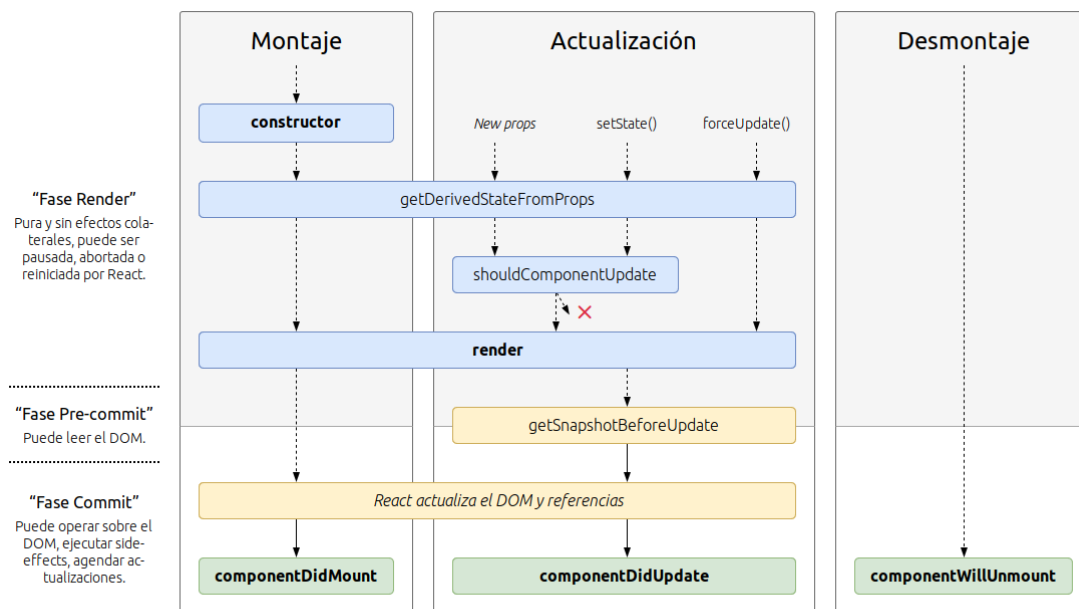 Montaje
Actualización
Desmontaje
constructor
New props
setState()
forceUpdate()
"Fase Render"
Pura y sin efectos cola-
terales, puede ser
pausada, abortada o
reiniciada por React.
getDerivedStateFromProps
shouldComponentUpdate
render
"Fase Pre-commit"
Puede leer el DOM.
getSnapshotBeforeUpdate
"Fase Commit"
Puede operar sobre el
DOM, ejecutar side-
effects, agendar ac-
tualizaciones.
React actualiza el DOM y referencias
componentDidMount
componentDidUpdate
componentWillUnmount